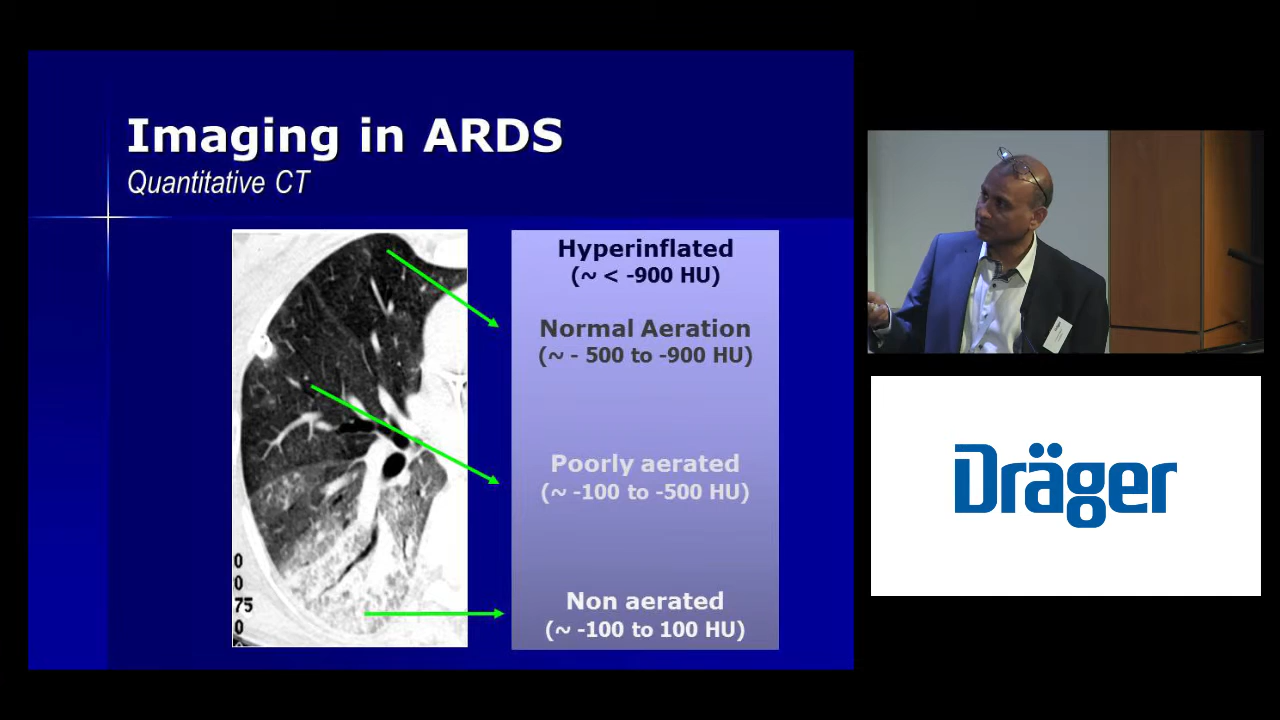 Imaging in ARDS
Quantitative CT
Hyperinflated
(~ < -900 HU)
Normal Aeration
(~ - 500 to -900 HU)
Poorly aerated
(~ -100 to -500 HU)
Non aerated
(~ -100 to 100 HU)
0
0
75
0
Dräger